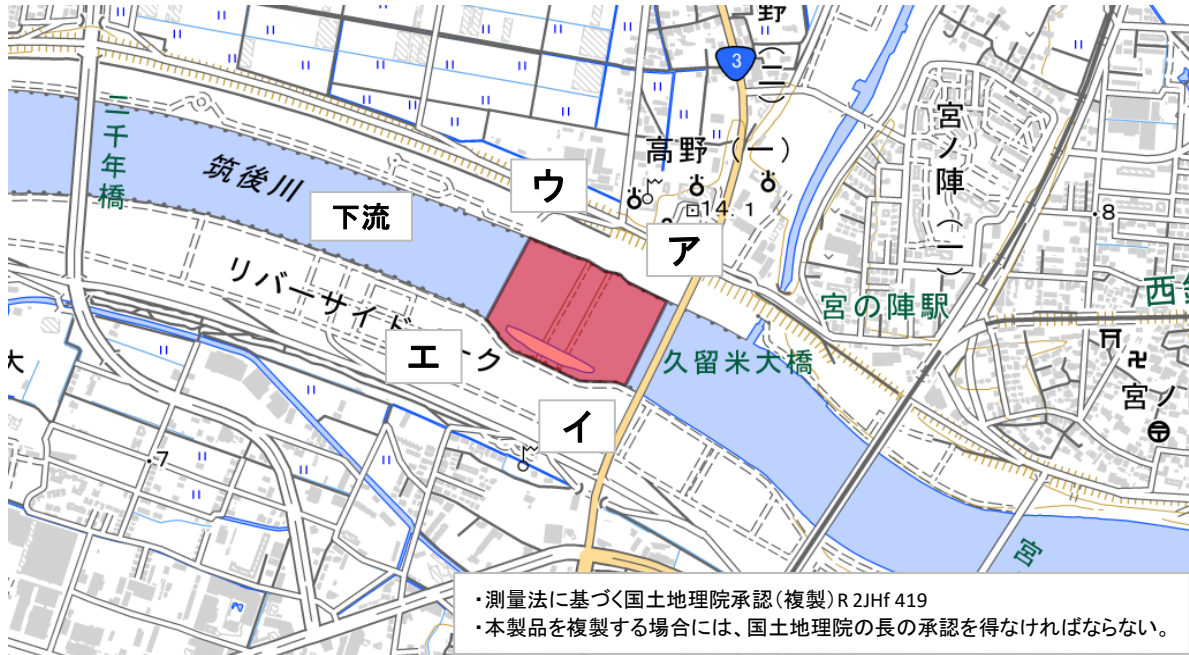 野
(二)
3
二千年橋
筑後川
高野(一)
宮ノ陣(一)
ウ
14.1
8
下流
ア
リバーサイド
ーク
宮の陣駅
西
エ
久留米大橋
大
宮ノ
イ
7
宮
・測量法に基づく国土地理院承認(複製)R 2JHf 419
・本製品を複製する場合には、国土地理院の長の承認を得なければならない。